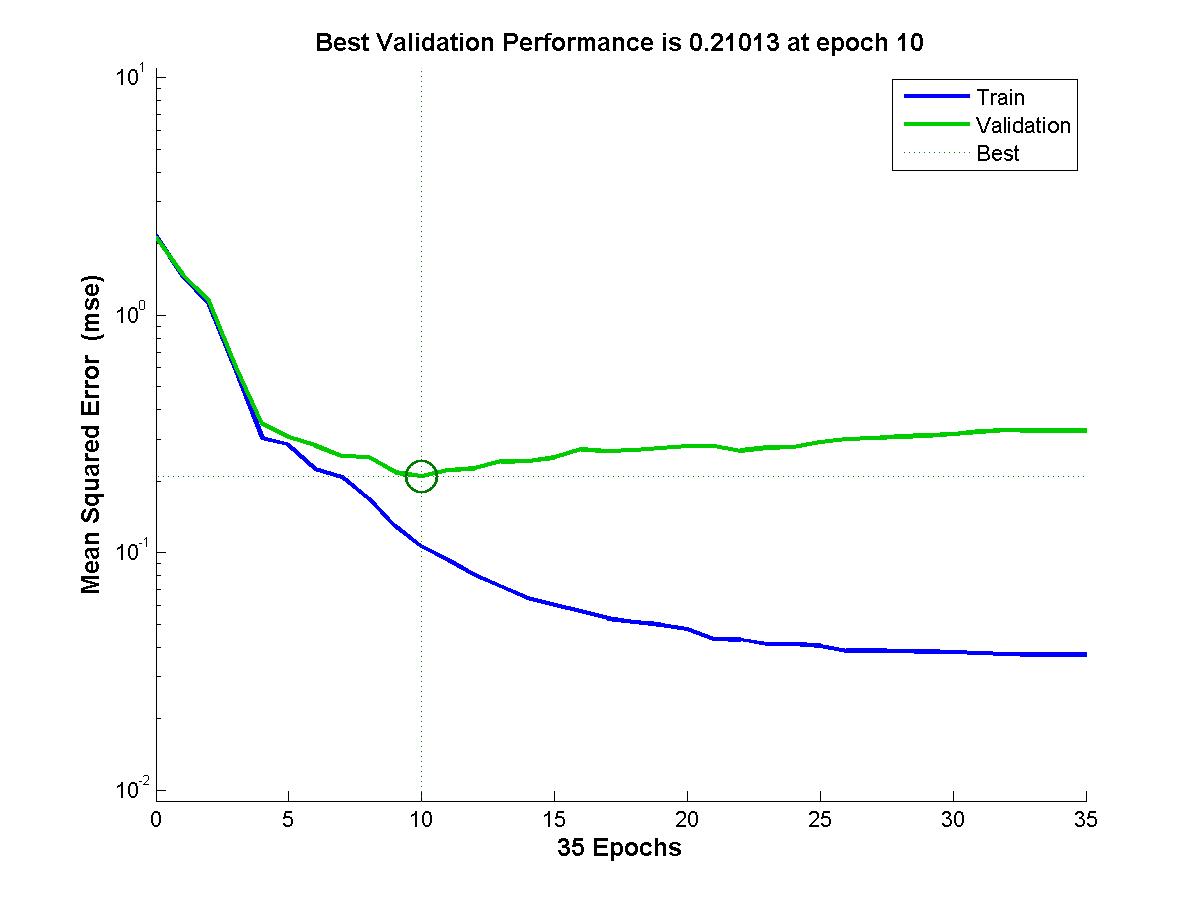 Best Validation Performance is 0.21013 at epoch 10
10^1
10^0
10^-1
10^-2
Mean Squared Error (mse)
Train
Validation
Best
0 5 10 15 20 25 30 35
35 Epochs